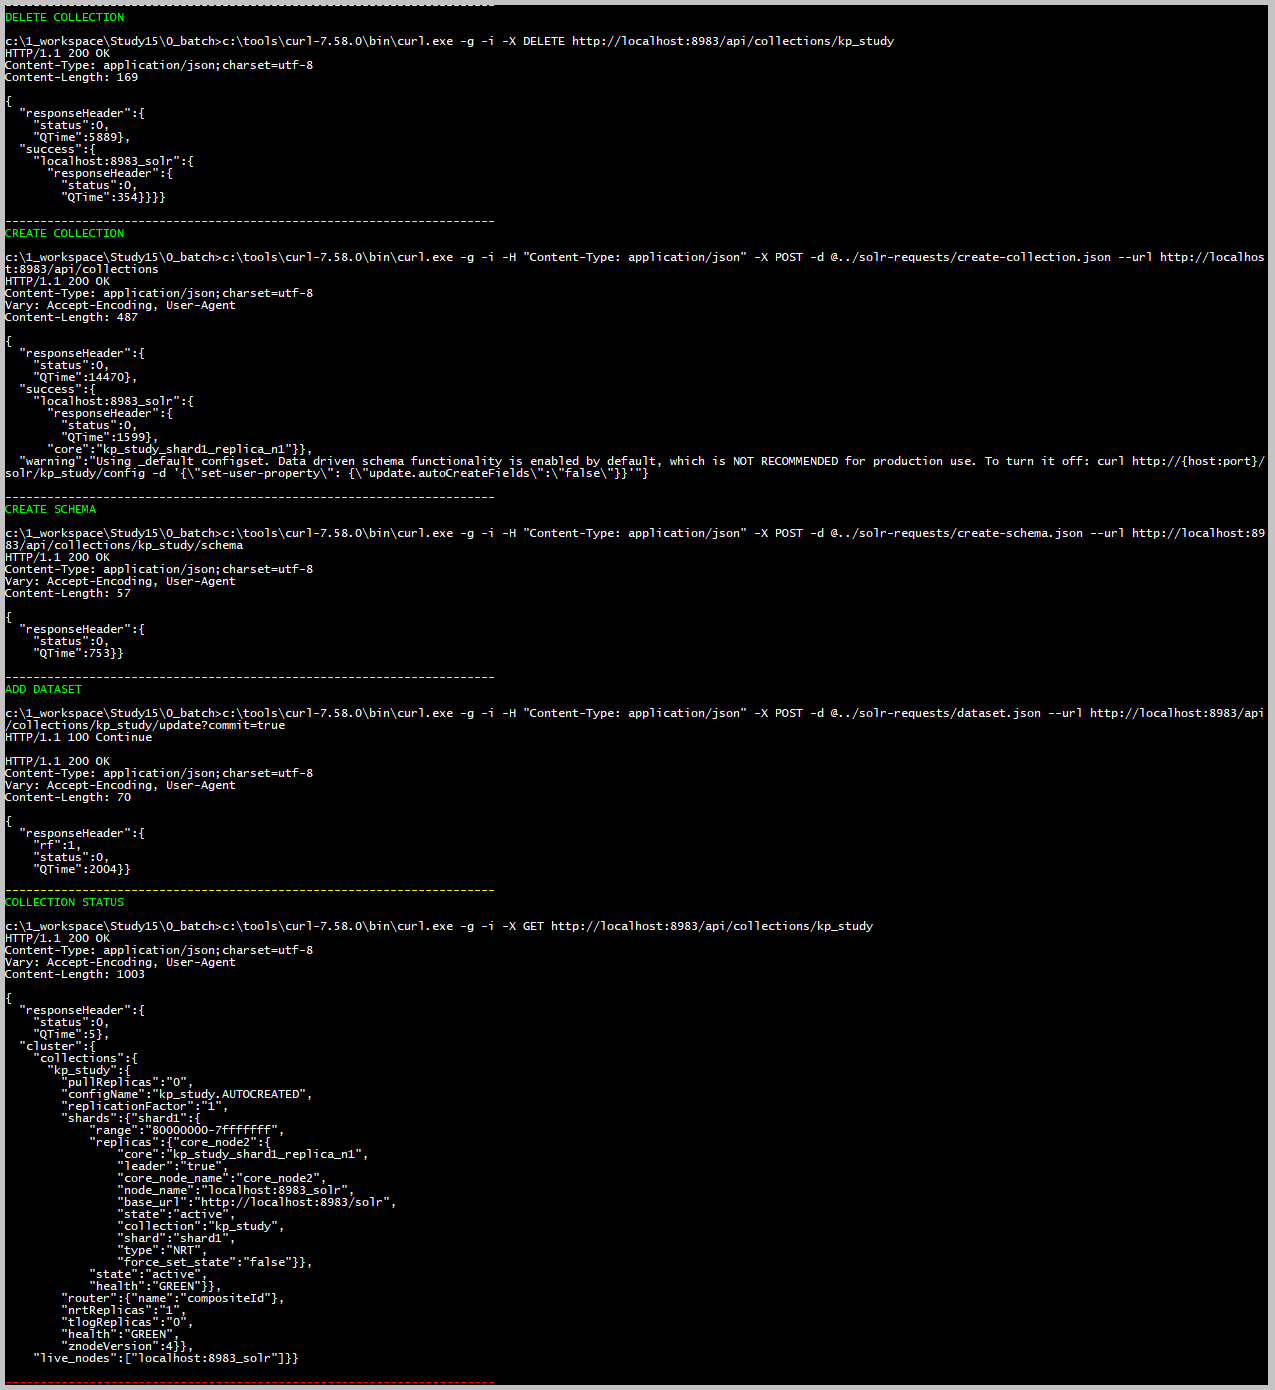 ----------------------------------------------------------------------
DELETE COLLECTION
c:\1_workspace\Study15\0_batch>c:\tools\curl-7.58.0\bin\curl.exe -g -i -X DELETE http://localhost:8983/api/collections/kp_study
HTTP/1.1 200 OK
Content-Type: application/json;charset=utf-8
Content-Length: 169
{
  "responseHeader":{
    "status":0,
    "QTime":5889},
  "success":{
    "localhost:8983_solr":{
      "responseHeader":{
        "status":0,
        "QTime":354}}}}
----------------------------------------------------------------------
CREATE COLLECTION
c:\1_workspace\Study15\0_batch>c:\tools\curl-7.58.0\bin\curl.exe -g -i -H "Content-Type: application/json" -X POST -d @../solr-requests/create-collection.json --url http://localhos
t:8983/api/collections
HTTP/1.1 200 OK
Content-Type: application/json;charset=utf-8
Vary: Accept-Encoding, User-Agent
Content-Length: 487
{
  "responseHeader":{
    "status":0,
    "QTime":14470},
  "success":{
    "localhost:8983_solr":{
      "responseHeader":{
        "status":0,
        "QTime":1599},
      "core":"kp_study_shard1_replica_n1"}},
  "warning":"Using _default configset. Data driven schema functionality is enabled by default, which is NOT RECOMMENDED for production use. To turn it off: curl http://{host:port}/
solr/kp_study/config -d '{\"set-user-property\": {\"update.autoCreateFields\":\"false\"}}'"}
----------------------------------------------------------------------
CREATE SCHEMA
c:\1_workspace\Study15\0_batch>c:\tools\curl-7.58.0\bin\curl.exe -g -i -H "Content-Type: application/json" -X POST -d @../solr-requests/create-schema.json --url http://localhost:89
83/api/collections/kp_study/schema
HTTP/1.1 200 OK
Content-Type: application/json;charset=utf-8
Vary: Accept-Encoding, User-Agent
Content-Length: 57
{
  "responseHeader":{
    "status":0,
    "QTime":753}}
----------------------------------------------------------------------
ADD DATASET
c:\1_workspace\Study15\0_batch>c:\tools\curl-7.58.0\bin\curl.exe -g -i -H "Content-Type: application/json" -X POST -d @../solr-requests/dataset.json --url http://localhost:8983/api
/collections/kp_study/update?commit=true
HTTP/1.1 100 Continue
HTTP/1.1 200 OK
Content-Type: application/json;charset=utf-8
Vary: Accept-Encoding, User-Agent
Content-Length: 70
{
  "responseHeader":{
    "rf":1,
    "status":0,
    "QTime":2004}}
----------------------------------------------------------------------
COLLECTION STATUS
c:\1_workspace\Study15\0_batch>c:\tools\curl-7.58.0\bin\curl.exe -g -i -X GET http://localhost:8983/api/collections/kp_study
HTTP/1.1 200 OK
Content-Type: application/json;charset=utf-8
Vary: Accept-Encoding, User-Agent
Content-Length: 1003
{
  "responseHeader":{
    "status":0,
    "QTime":5},
  "cluster":{
    "collections":{
      "kp_study":{
        "pullReplicas":"0",
        "configName":"kp_study.AUTOCREATED",
        "replicationFactor":"1",
        "shards":{"shard1":{
            "range":"80000000-7fffffff",
            "replicas":{"core_node2":{
                "core":"kp_study_shard1_replica_n1",
                "leader":"true",
                "core_node_name":"core_node2",
                "node_name":"localhost:8983_solr",
                "base_url":"http://localhost:8983/solr",
                "state":"active",
                "collection":"kp_study",
                "shard":"shard1",
                "type":"NRT",
                "force_set_state":"false"}},
            "state":"active",
            "health":"GREEN"}},
        "router":{"name":"compositeId"},
        "nrtReplicas":"1",
        "tlogReplicas":"0",
        "health":"GREEN",
        "znodeVersion":4}},
    "live_nodes":["localhost:8983_solr"]}}
----------------------------------------------------------------------